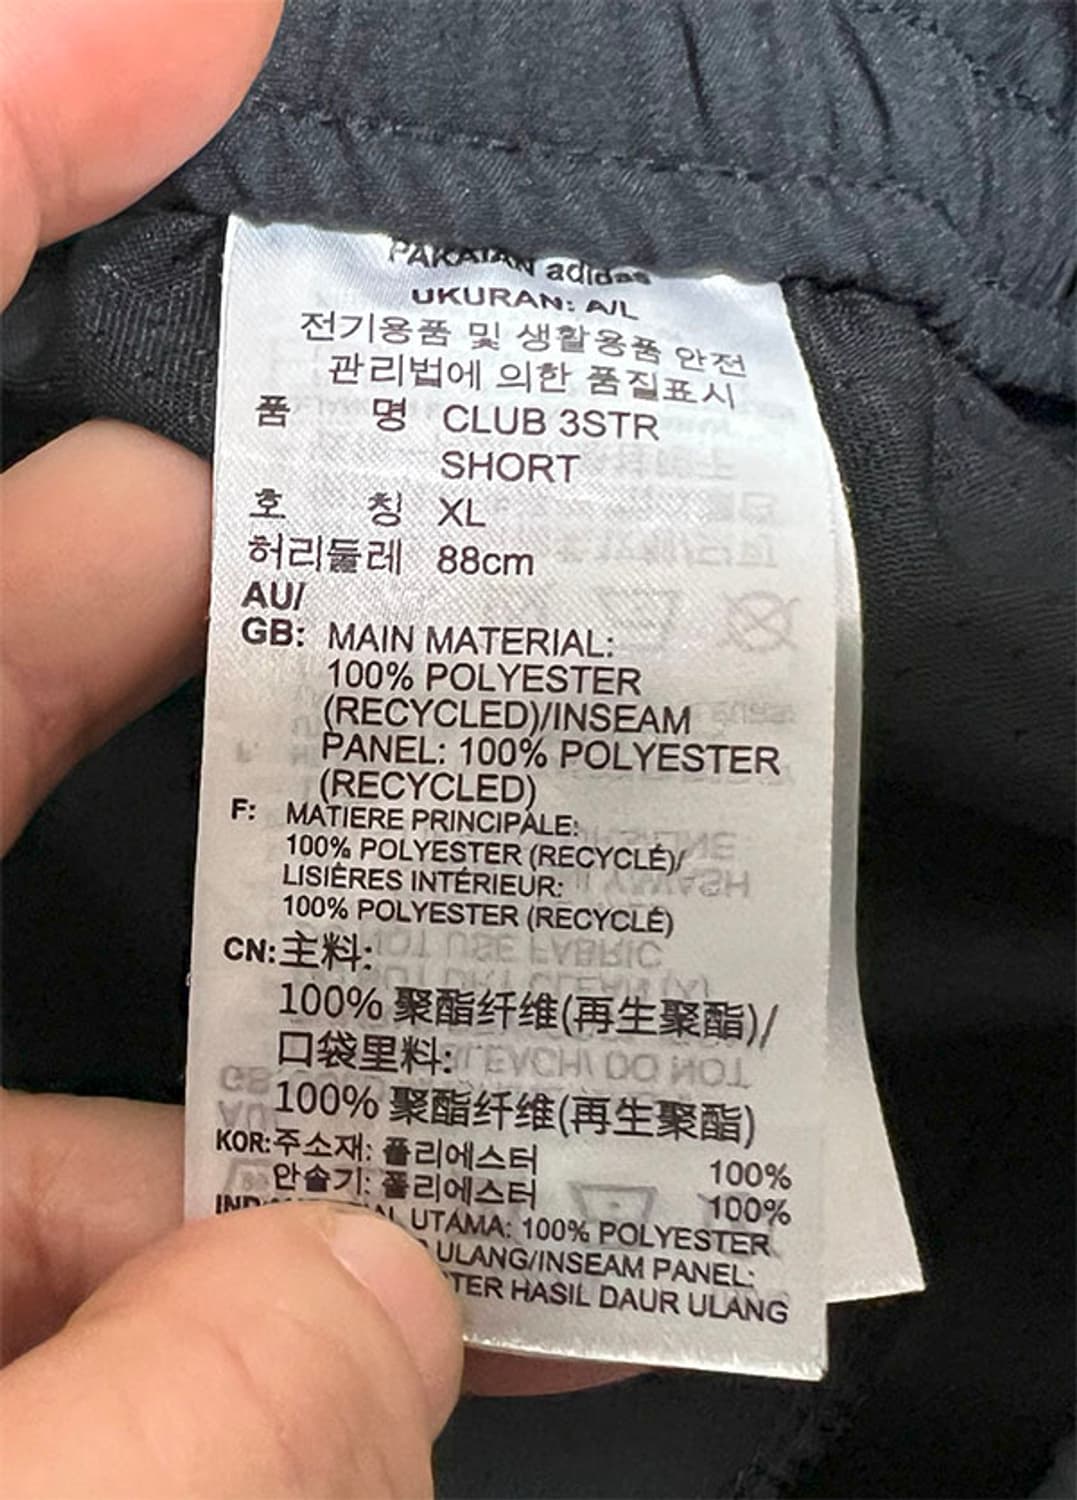 PAKAIAN adidas
UKURAN: A/L
전기용품 및 생활용품 안전
관리법에 의한 품질표시
품 명 CLUB 3STR
SHORT
호 칭 XL
허리둘레 88cm
AU/
GB: MAIN MATERIAL:
100% POLYESTER
(RECYCLED)/INSEAM
PANEL: 100% POLYESTER
(RECYCLED)
F: MATIERE PRINCIPALE:
100% POLYESTER (RECYCLÉ)/
LISIÈRES INTÉRIEUR:
100% POLYESTER (RECYCLÉ)
CN:主料:
100% 聚酯纤维(再生聚酯)/
口袋里料:
100% 聚酯纤维(再生聚酯)
KOR:주소재: 폴리에스터 100%
안솔기: 폴리에스터 100%
UTAMA: 100% POLYESTER
ULANG/INSEAM PANEL:
HASIL DAUR ULANG